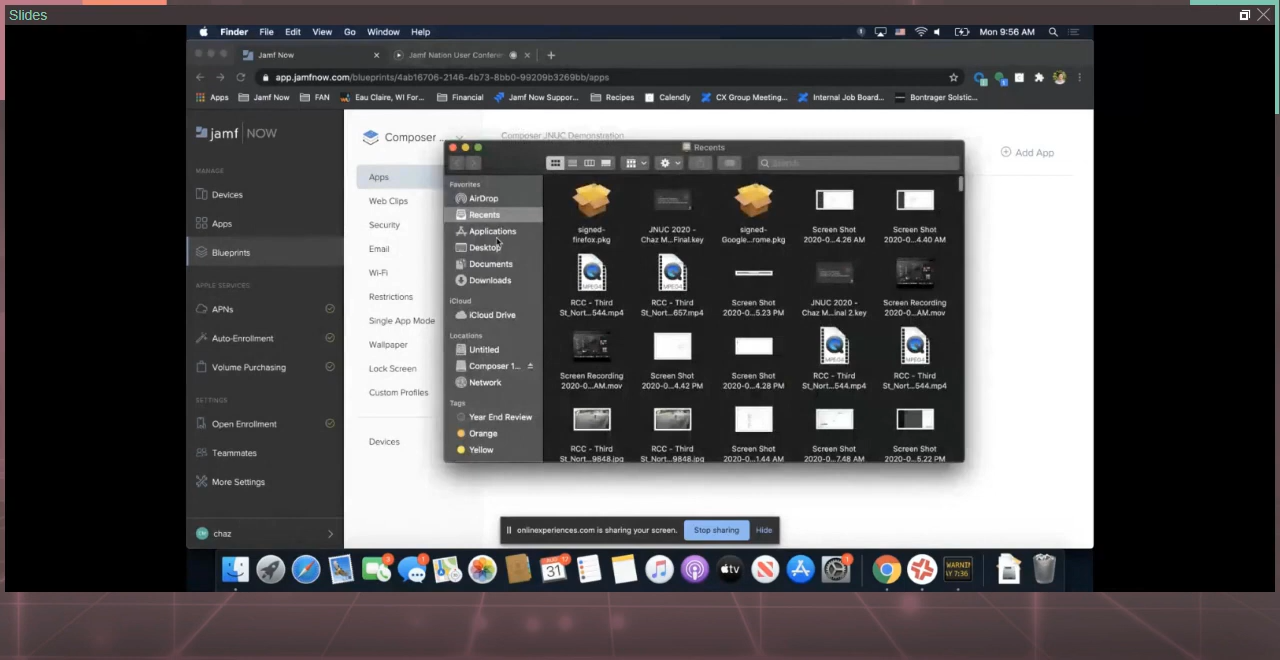 Slides
Finder File Edit View Go Window Help
Mon 9:56 AM
Jamf Now
Jamf Nation User Conferen
app.jamfnow.com/blueprints/4ab16706-2146-4b73-8bb0-99209b3269bb/apps
Apps Jamf Now FAN Eau Claire, WI For... Financial Jamf Now Suppor... Recipes Calendly CX Group Meeting... Internal Job Board... Bontrager Solstic...
jamf NOW
MANAGE
Devices
Apps
Blueprints
APPLE SERVICES
APNs
Auto-Enrollment
Volume Purchasing
SETTINGS
Open Enrollment
Teammates
More Settings
chaz
Composer ...
Composer JNUC Demonstration
Add App
Apps
Web Clips
Security
Email
Wi-Fi
Restrictions
Single App Mode
Wallpaper
Lock Screen
Custom Profiles
Devices
Recents
Search
Favorites
AirDrop
Recents
Applications
Desktop
Documents
Downloads
iCloud
iCloud Drive
Locations
Untitled
Composer 1...
Network
Tags
Year End Review
Orange
Yellow
signed-
firefox.pkg
JNUC 2020 -
Chaz M...Final.key
signed-
Google...rome.pkg
Screen Shot
2020-0...4.26 AM
Screen Shot
2020-0...4.40 AM
RCC - Third
St_Nort...544.mp4
RCC - Third
St_Nort...657.mp4
Screen Shot
2020-0...5.23 PM
JNUC 2020 -
Chaz M...inal 2.key
Screen Recording
2020-0...AM.mov
Screen Recording
2020-0...AM.mov
Screen Shot
2020-0...4.42 PM
Screen Shot
2020-0...4.28 PM
RCC - Third
St_Nort...544.mp4
RCC - Third
St_Nort...544.mp4
RCC - Third
St_Nort...9848.jpg
RCC - Third
St_Nort...9848.jpg
Screen Shot
2020-0...1.44 AM
Screen Shot
2020-0...7.48 AM
Screen Shot
2020-0...5.22 PM
onlinexperiences.com is sharing your screen. Stop sharing Hide
AUG
31
tv
WARNIN
AY 7:36